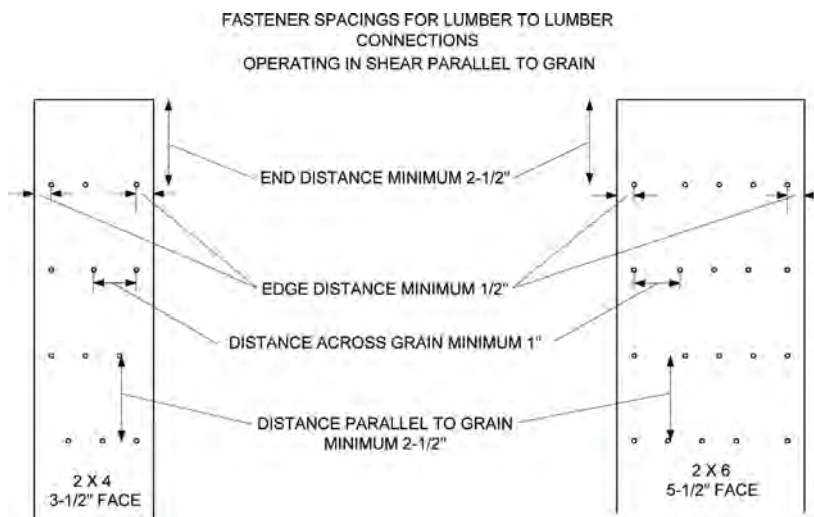 FASTENER SPACINGS FOR LUMBER TO LUMBER
CONNECTIONS
OPERATING IN SHEAR PARALLEL TO GRAIN
END DISTANCE MINIMUM 2-1/2"
EDGE DISTANCE MINIMUM 1/2"
DISTANCE ACROSS GRAIN MINIMUM 1"
DISTANCE PARALLEL TO GRAIN
MINIMUM 2-1/2"
2 X 4
3-1/2" FACE
2 X 6
5-1/2" FACE